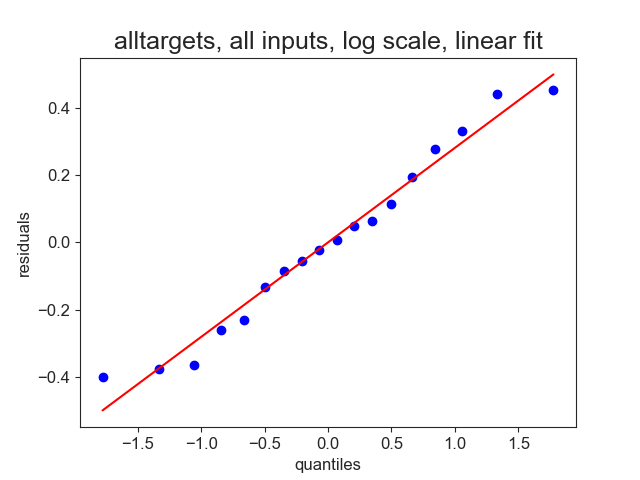 alltargets, all inputs, log scale, linear fit
0.4
0.2
0.0
−0.2
−0.4
residuals
−1.5 −1.0 −0.5 0.0 0.5 1.0 1.5
quantiles